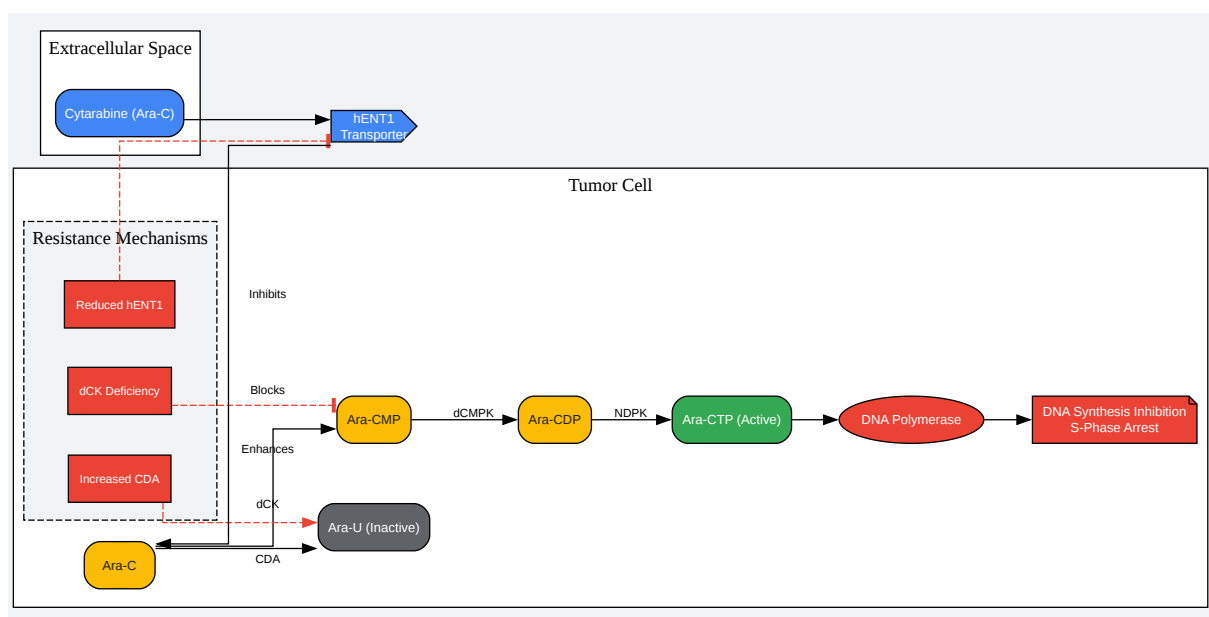 Extracellular Space
Cytarabine (Ara-C)
hENT1
Transporter
Tumor Cell
Resistance Mechanisms
Reduced hENT1
Inhibits
dCK Deficiency
Blocks
Ara-CMP
dCMPK
Ara-CDP
NDPK
Ara-CTP (Active)
DNA Polymerase
DNA Synthesis Inhibition
S-Phase Arrest
Enhances
Increased CDA
dCK
Ara-U (Inactive)
CDA
Ara-C